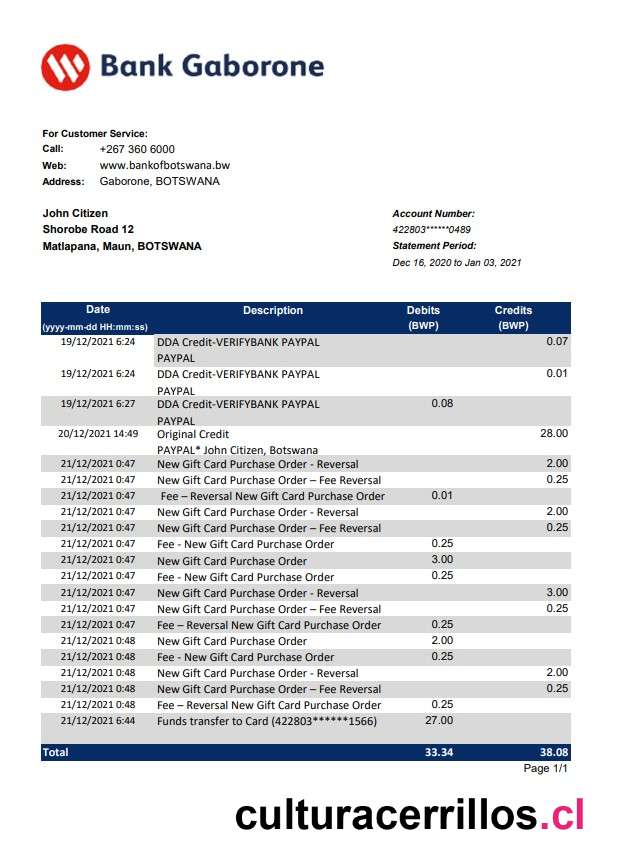 Bank Gaborone
For Customer Service:
Call: +267 360 6000
Web: www.bankofbotswana.bw
Address: Gaborone, BOTSWANA
John Citizen
Shorobe Road 12
Matlapana, Maun, BOTSWANA
Account Number:
422803******0489
Statement Period:
Dec 16, 2020 to Jan 03, 2021
Date Description Debits Credits
(yyyy-mm-dd HH:mm:ss) (BWP) (BWP)
19/12/2021 6:24 DDA Credit-VERIFYBANK PAYPAL 0.07
PAYPAL
19/12/2021 6:24 DDA Credit-VERIFYBANK PAYPAL 0.01
PAYPAL
19/12/2021 6:27 DDA Credit-VERIFYBANK PAYPAL 0.08
PAYPAL
20/12/2021 14:49 Original Credit 28.00
PAYPAL* John Citizen, Botswana
21/12/2021 0:47 New Gift Card Purchase Order - Reversal 2.00
21/12/2021 0:47 New Gift Card Purchase Order – Fee Reversal 0.25
21/12/2021 0:47 Fee – Reversal New Gift Card Purchase Order 0.01
21/12/2021 0:47 New Gift Card Purchase Order - Reversal 2.00
21/12/2021 0:47 New Gift Card Purchase Order – Fee Reversal 0.25
21/12/2021 0:47 Fee - New Gift Card Purchase Order 0.25
21/12/2021 0:47 New Gift Card Purchase Order 3.00
21/12/2021 0:47 Fee - New Gift Card Purchase Order 0.25
21/12/2021 0:47 New Gift Card Purchase Order - Reversal 3.00
21/12/2021 0:47 New Gift Card Purchase Order – Fee Reversal 0.25
21/12/2021 0:47 Fee – Reversal New Gift Card Purchase Order 0.25
21/12/2021 0:48 New Gift Card Purchase Order 2.00
21/12/2021 0:48 Fee - New Gift Card Purchase Order 0.25
21/12/2021 0:48 New Gift Card Purchase Order - Reversal 2.00
21/12/2021 0:48 New Gift Card Purchase Order – Fee Reversal 0.25
21/12/2021 0:48 Fee – Reversal New Gift Card Purchase Order 0.25
21/12/2021 6:44 Funds transfer to Card (422803******1566) 27.00
Total 33.34 38.08
Page 1/1
culturacerrillos.cl